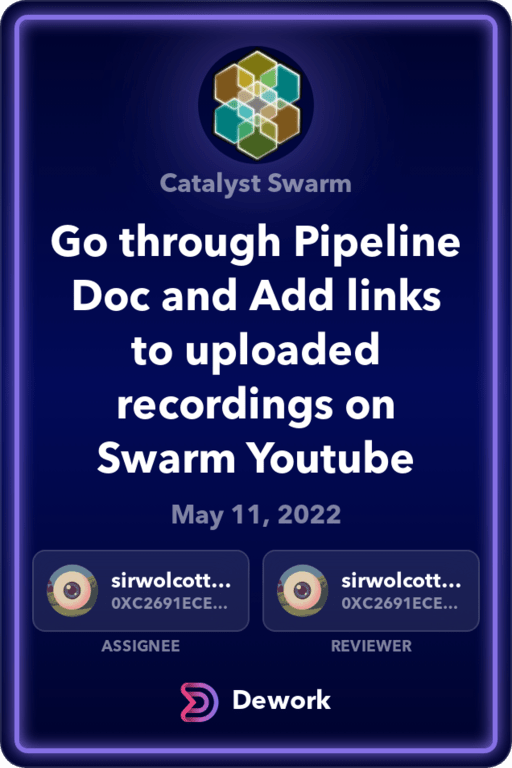 Catalyst Swarm
Go through Pipeline
Doc and Add links
to uploaded
recordings on
Swarm Youtube
May 11, 2022
sirwolcott...
0XC2691ECE...
sirwolcott...
0XC2691ECE...
ASSIGNEE
REVIEWER
Dework